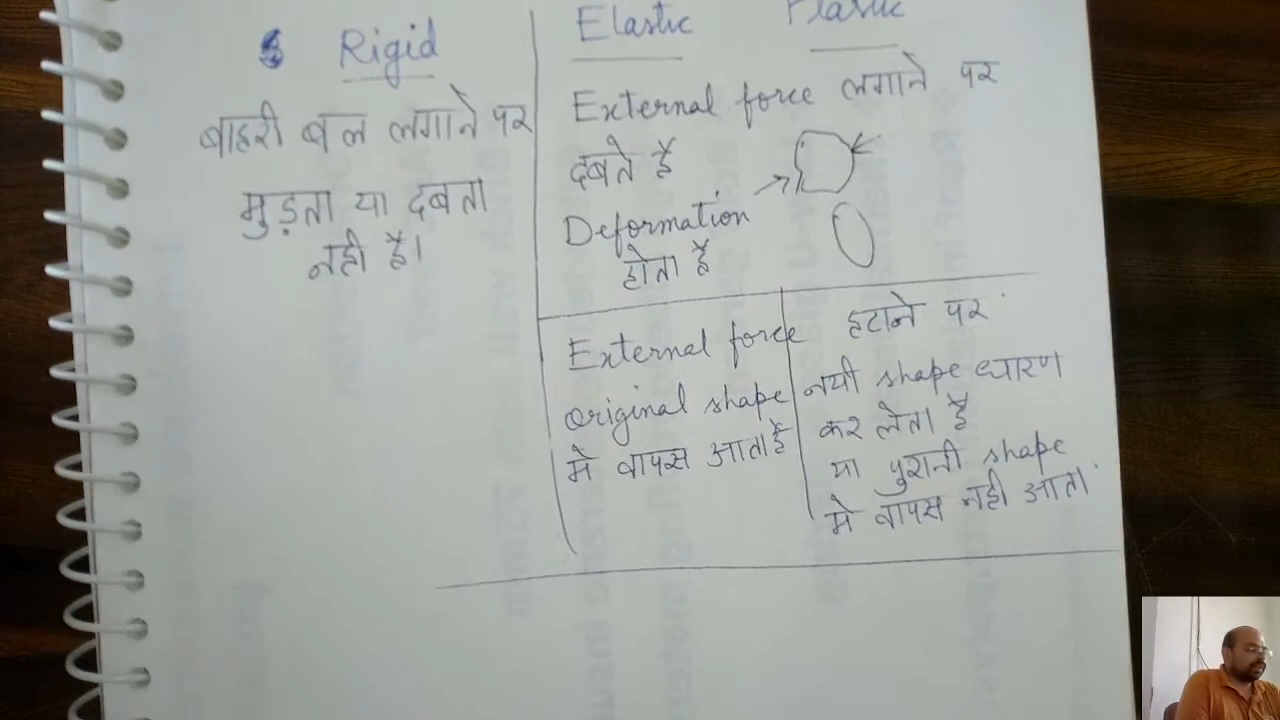 Rigid
बाहरी बल लगाने पर
मुड़ता या दबता
नही है।
Elastic Plastic
External force लगाने पर
दबते है
Deformation
होता है
External force हटाने पर
original shape
मे वापस आता है
नयी shape धारण
कर लेता है
या पुरानी shape
मे वापस नही आता